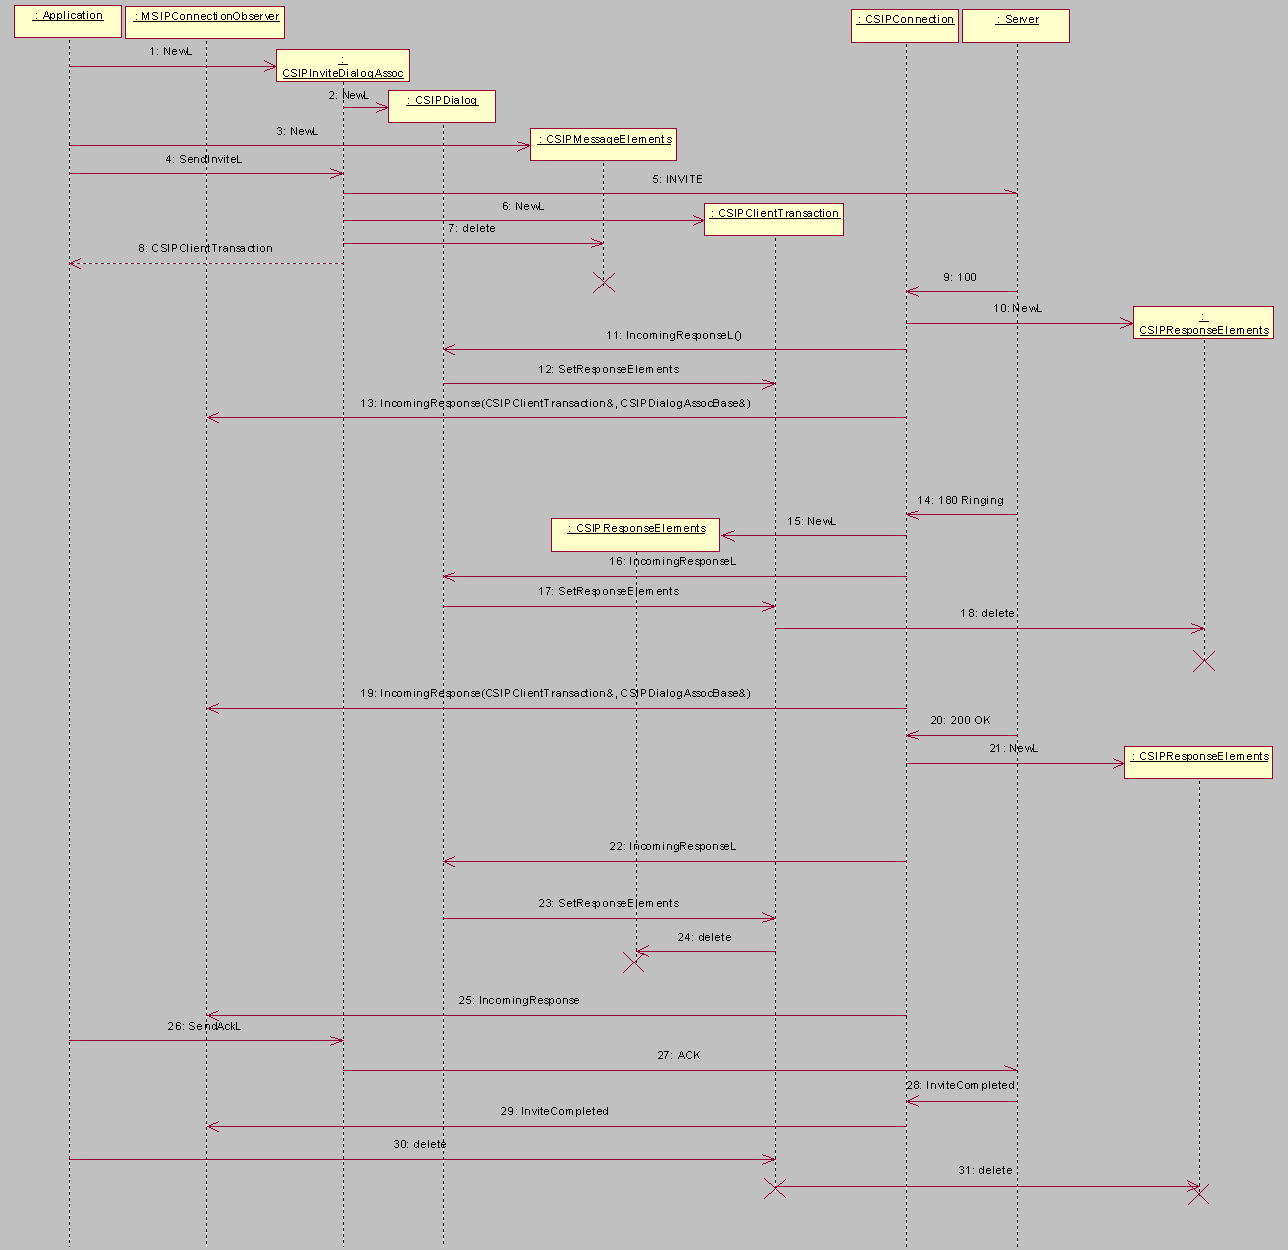 : Application
: MSIPConnectionObserver
: CSIPConnection
: Server
1: NewL
:
CSIPInviteDialogAssoc
2: NewL
: CSIPDialog
3: NewL
: CSIPMessageElements
4: SendInviteL
5: INVITE
6: NewL
: CSIPClientTransaction
7: delete
8: CSIPClientTransaction
9: 100
10: NewL
:
CSIPResponseElements
11: IncomingResponseL()
12: SetResponseElements
13: IncomingResponse(CSIPClientTransaction&, CSIPDialogAssocBase&)
14: 180 Ringing
15: NewL
: CSIPResponseElements
16: IncomingResponseL
17: SetResponseElements
18: delete
19: IncomingResponse(CSIPClientTransaction&, CSIPDialogAssocBase&)
20: 200 OK
21: NewL
: CSIPResponseElements
22: IncomingResponseL
23: SetResponseElements
24: delete
25: IncomingResponse
26: SendAckL
27: ACK
28: InviteCompleted
29: InviteCompleted
30: delete
31: delete